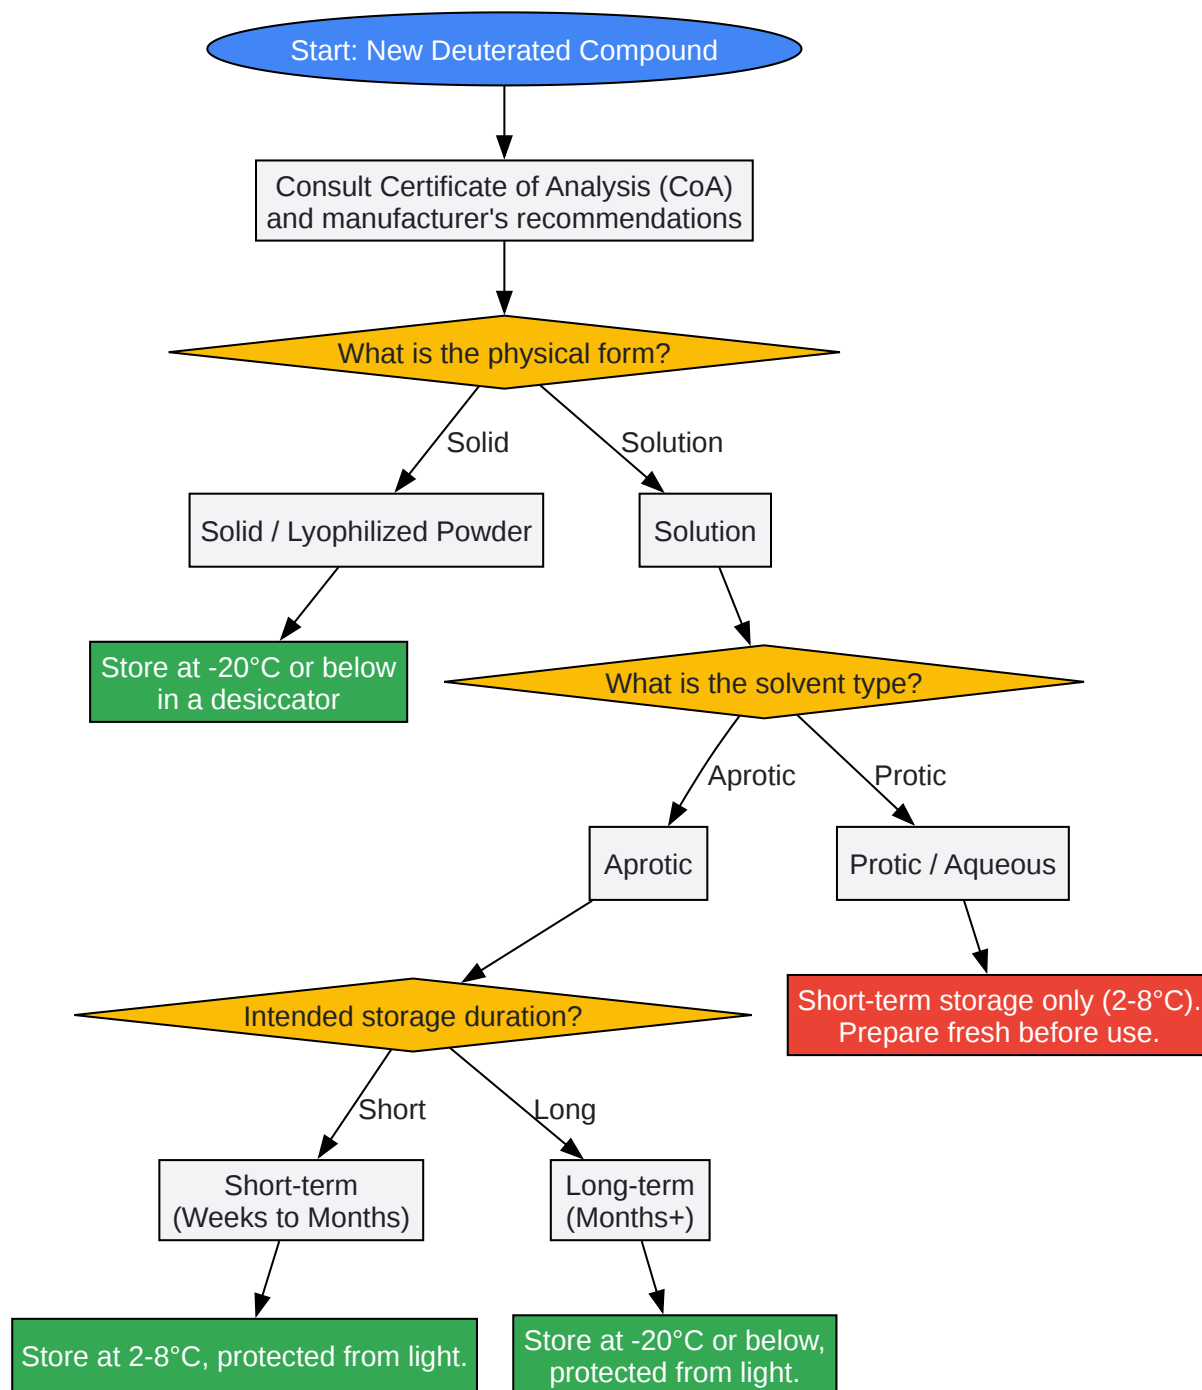 Start: New Deuterated Compound
Consult Certificate of Analysis (CoA)
and manufacturer's recommendations
What is the physical form?
Solid
Solution
Solid / Lyophilized Powder
Solution
Store at -20°C or below
in a desiccator
What is the solvent type?
Aprotic
Protic
Aprotic
Protic / Aqueous
Short-term storage only (2-8°C).
Prepare fresh before use.
Intended storage duration?
Short
Long
Short-term
(Weeks to Months)
Long-term
(Months+)
Store at 2-8°C, protected from light.
Store at -20°C or below,
protected from light.